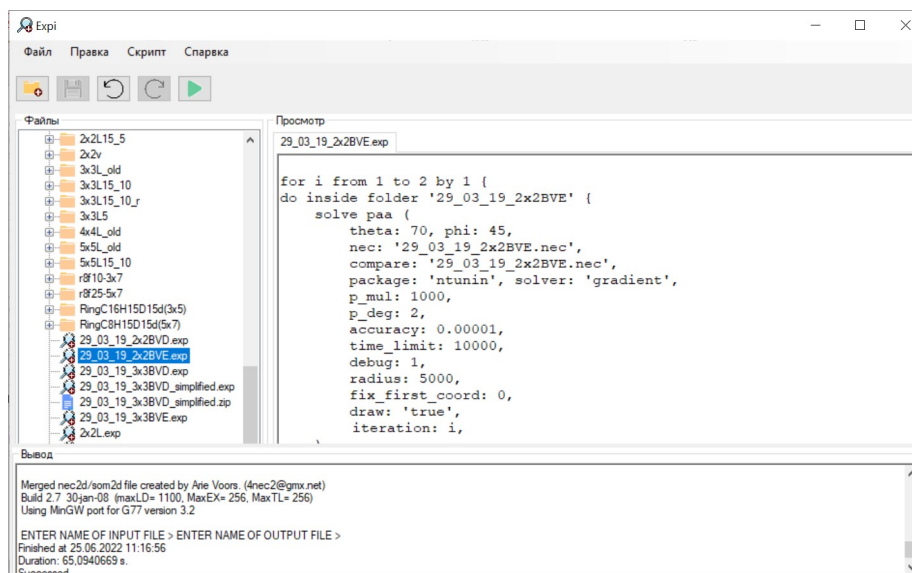 Expi
Файл Правка Скрипт Спарвка
Файлы
2x2L15_5
2x2v
3x3L_old
3x3L15_10
3x3L15_10_r
3x3L5
4x4L_old
5x5L_old
5x5L15_10
r8f10-3x7
r8f25-5x7
RingC16H15D15d(3x5)
RingC8H15D15d(5x7)
29_03_19_2x2BVD.exp
29_03_19_2x2BVE.exp
29_03_19_3x3BVD.exp
29_03_19_3x3BVD_simplified.exp
29_03_19_3x3BVD_simplified.zip
29_03_19_3x3BVE.exp
2x2L.exp
Просмотр
29_03_19_2x2BVE.exp
for i from 1 to 2 by 1 {
do inside folder '29_03_19_2x2BVE' {
solve paa (
theta: 70, phi: 45,
nec: '29_03_19_2x2BVE.nec',
compare: '29_03_19_2x2BVE.nec',
package: 'ntunin', solver: 'gradient',
p_mul: 1000,
p_deg: 2,
accuracy: 0.00001,
time_limit: 10000,
debug: 1,
radius: 5000,
fix_first_coord: 0,
draw: 'true',
iteration: i,
Вывод
Merged nec2d/som2d file created by Arie Voors. (4nec2@gmx.net)
Build 2.7 30-jan-08 (maxLD= 1100, MaxEX= 256, MaxTL= 256)
Using MinGW port for G77 version 3.2
ENTER NAME OF INPUT FILE > ENTER NAME OF OUTPUT FILE >
Finished at 25.06.2022 11:16:56
Duration: 65,0940669 s.